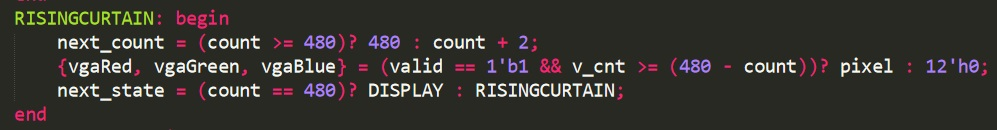 RISINGCURTAIN: begin
next_count = (count >= 480)? 480 : count + 2;
{vgaRed, vgaGreen, vgaBlue} = (valid == 1'b1 && v_cnt >= (480 - count))? pixel : 12'h0;
next_state = (count == 480)? DISPLAY : RISINGCURTAIN;
end